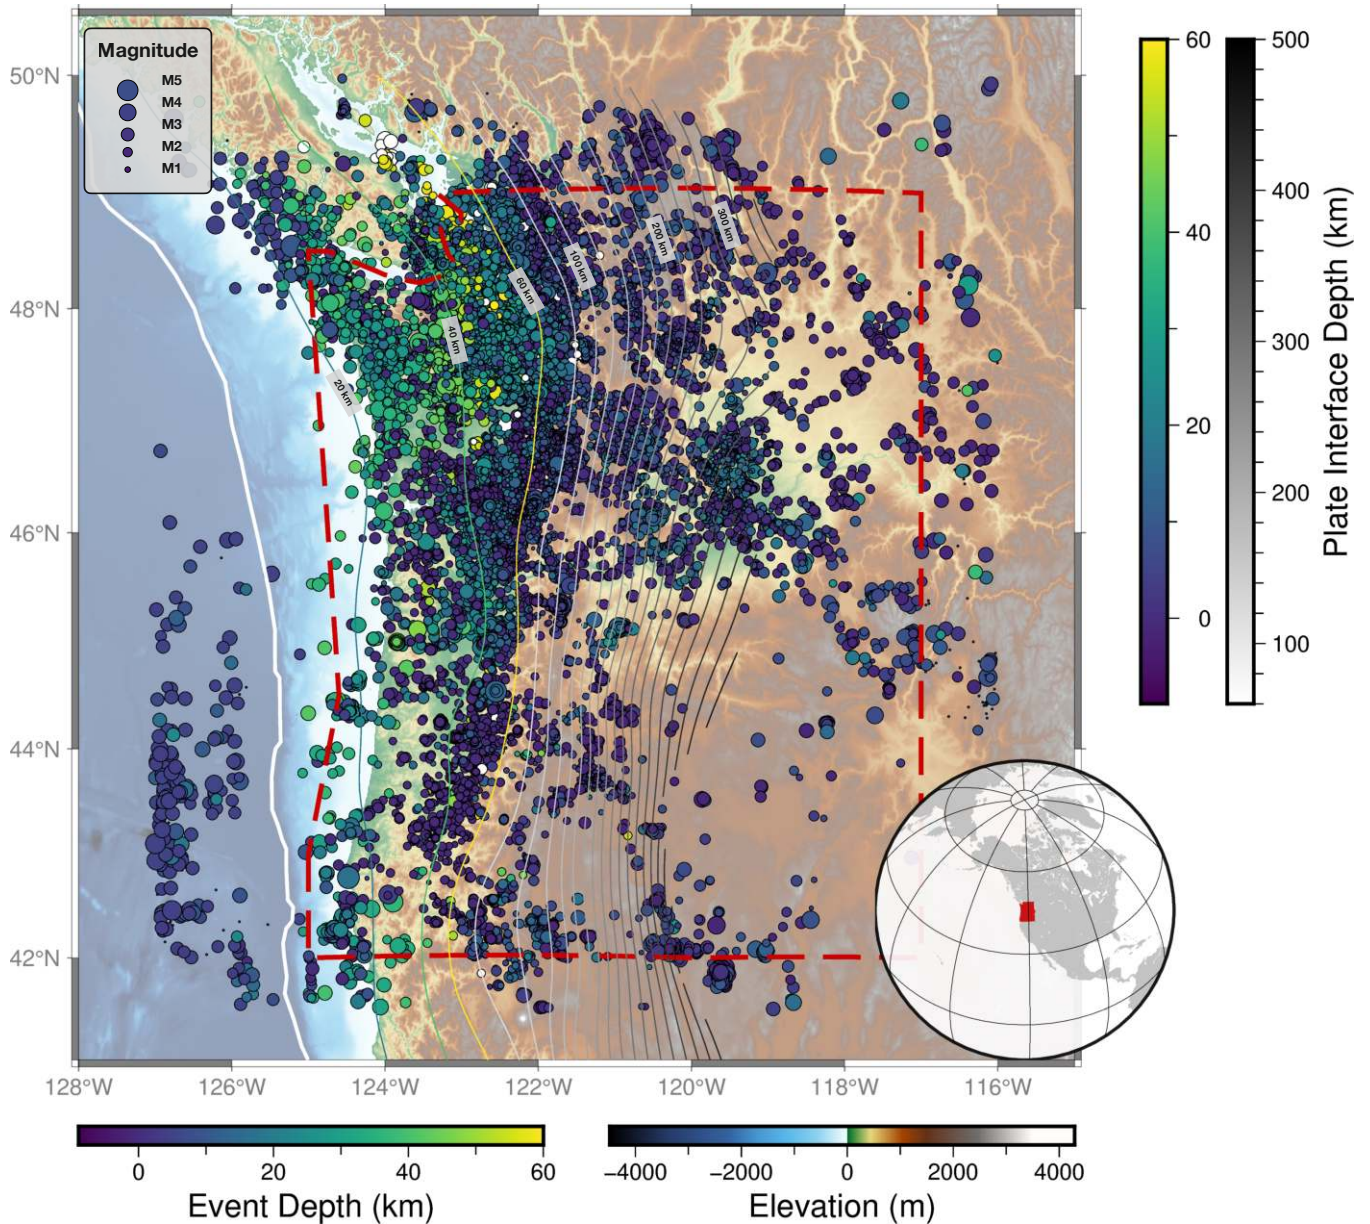 Magnitude
M5
M4
M3
M2
M1
50°N
48°N
46°N
44°N
42°N
128°W
126°W
124°W
122°W
120°W
118°W
116°W
20 km
40 km
60 km
100 km
200 km
300 km
60
40
20
0
500
400
300
200
100
Plate Interface Depth (km)
0
20
40
60
Event Depth (km)
−4000
−2000
0
2000
4000
Elevation (m)